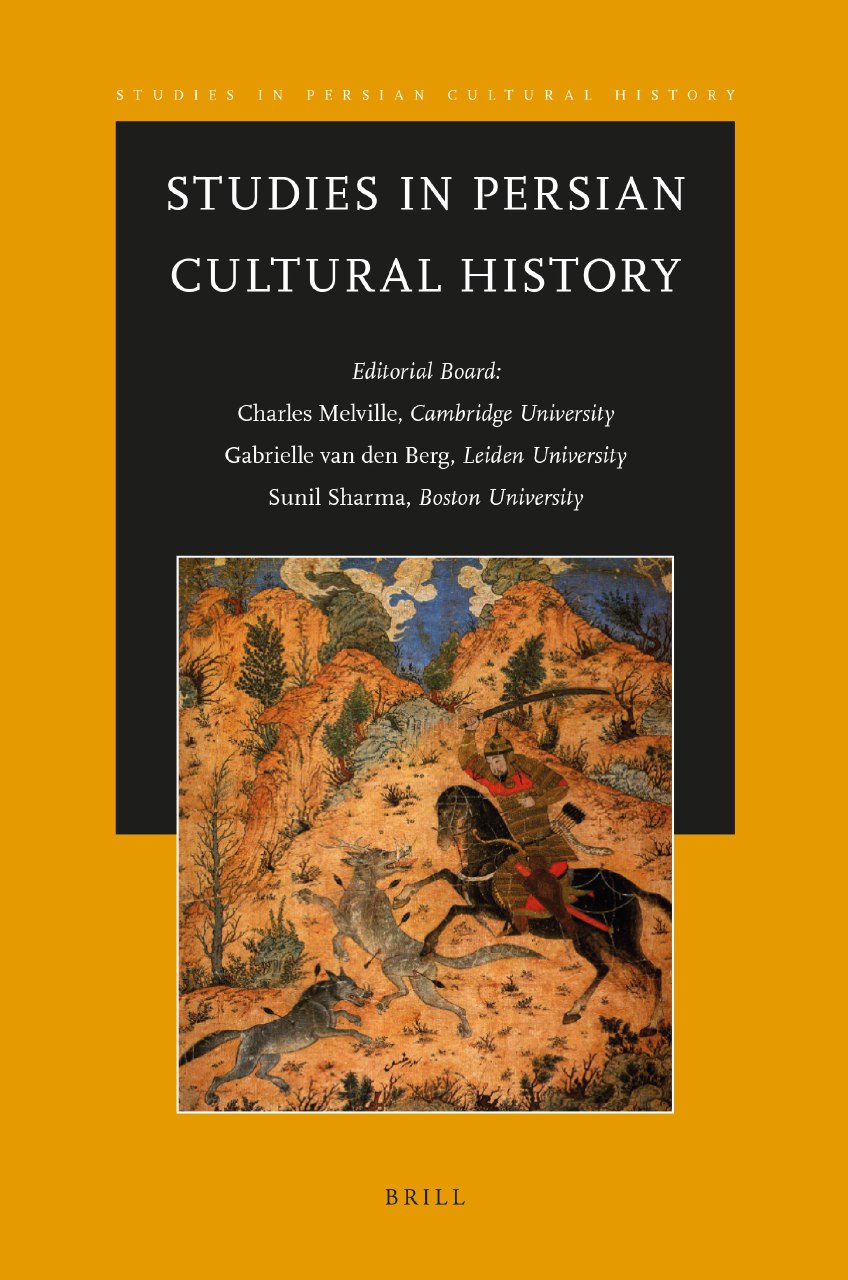 STUDIES IN PERSIAN CULTURAL HISTORY
STUDIES IN PERSIAN
CULTURAL HISTORY
Editorial Board:
Charles Melville, Cambridge University
Gabrielle van den Berg, Leiden University
Sunil Sharma, Boston University
BRILL